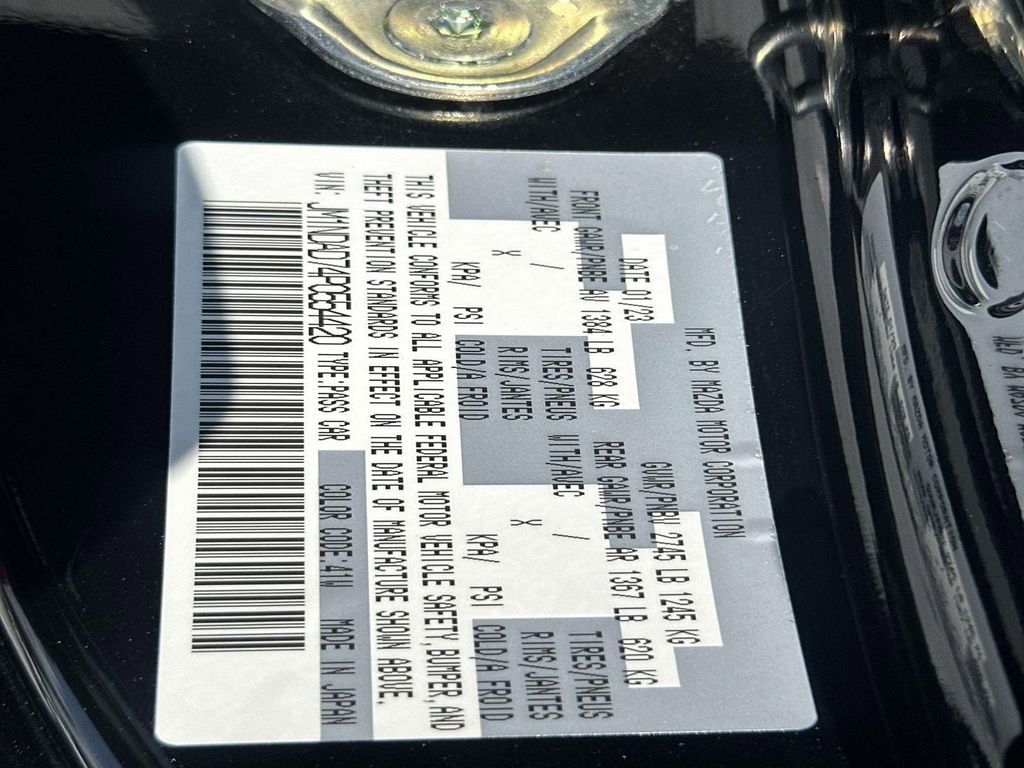 MFD. BY MAZDA MOTOR CORPORATION
DATE 01/23 GVWR/PNBV 2745 LB 1245 KG
FRONT GAWR/PNBE AV 1384 LB 628 KG REAR GAWR/PNBE AR 1367 LB 620 KG
WITH/AVEC TIRES/PNEUS WITH/AVEC TIRES/PNEUS
X / RIMS/JANTES X / RIMS/JANTES
KPA/ PSI COLD/A FROID KPA/ PSI COLD/A FROID
THIS VEHICLE CONFORMS TO ALL APPLICABLE FEDERAL MOTOR VEHICLE SAFETY, BUMPER, AND
THEFT PREVENTION STANDARDS IN EFFECT ON THE DATE OF MANUFACTURE SHOWN ABOVE.
VIN: JM1NDAD74P0554420 TYPE:PASS CAR COLOR CODE:41W MADE IN JAPAN